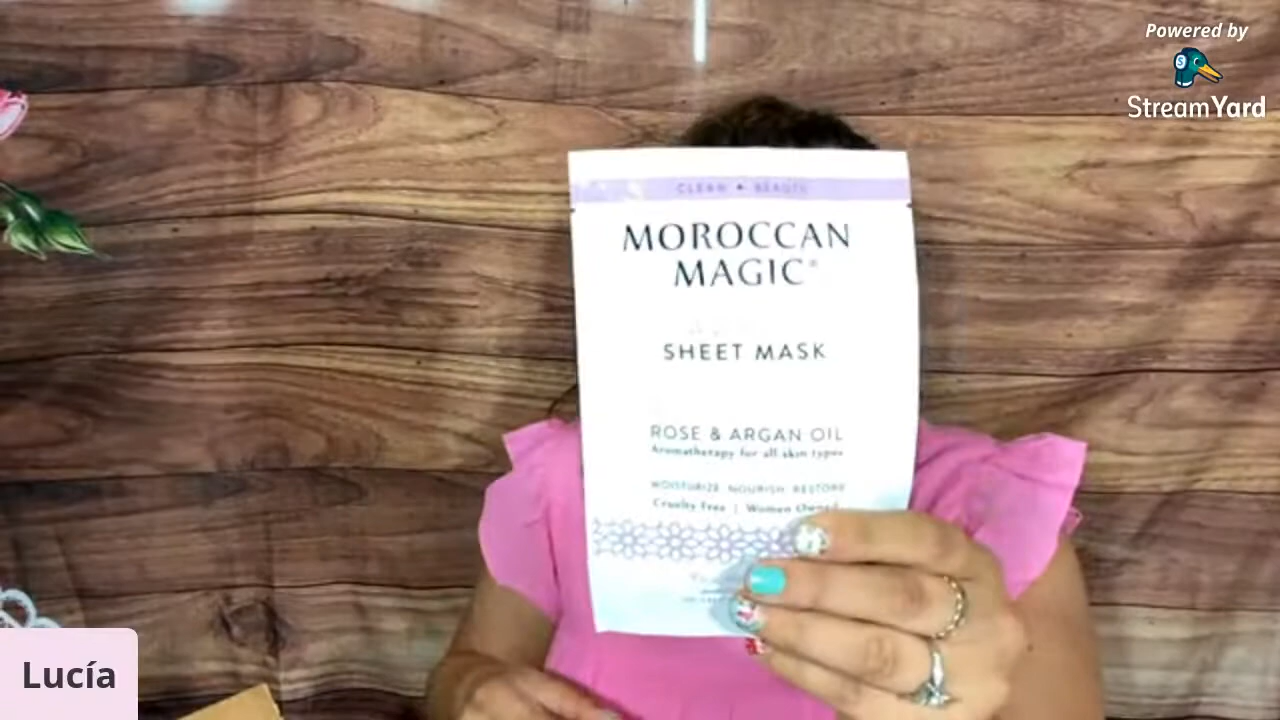 Powered by
StreamYard
CLEAN • BEAUTY
MOROCCAN
MAGIC®
SHEET MASK
ROSE & ARGAN OIL
Aromatherapy for all skin types
MOISTURIZE NOURISH RESTORE
Cruelty Free | Women Owned
Lucía